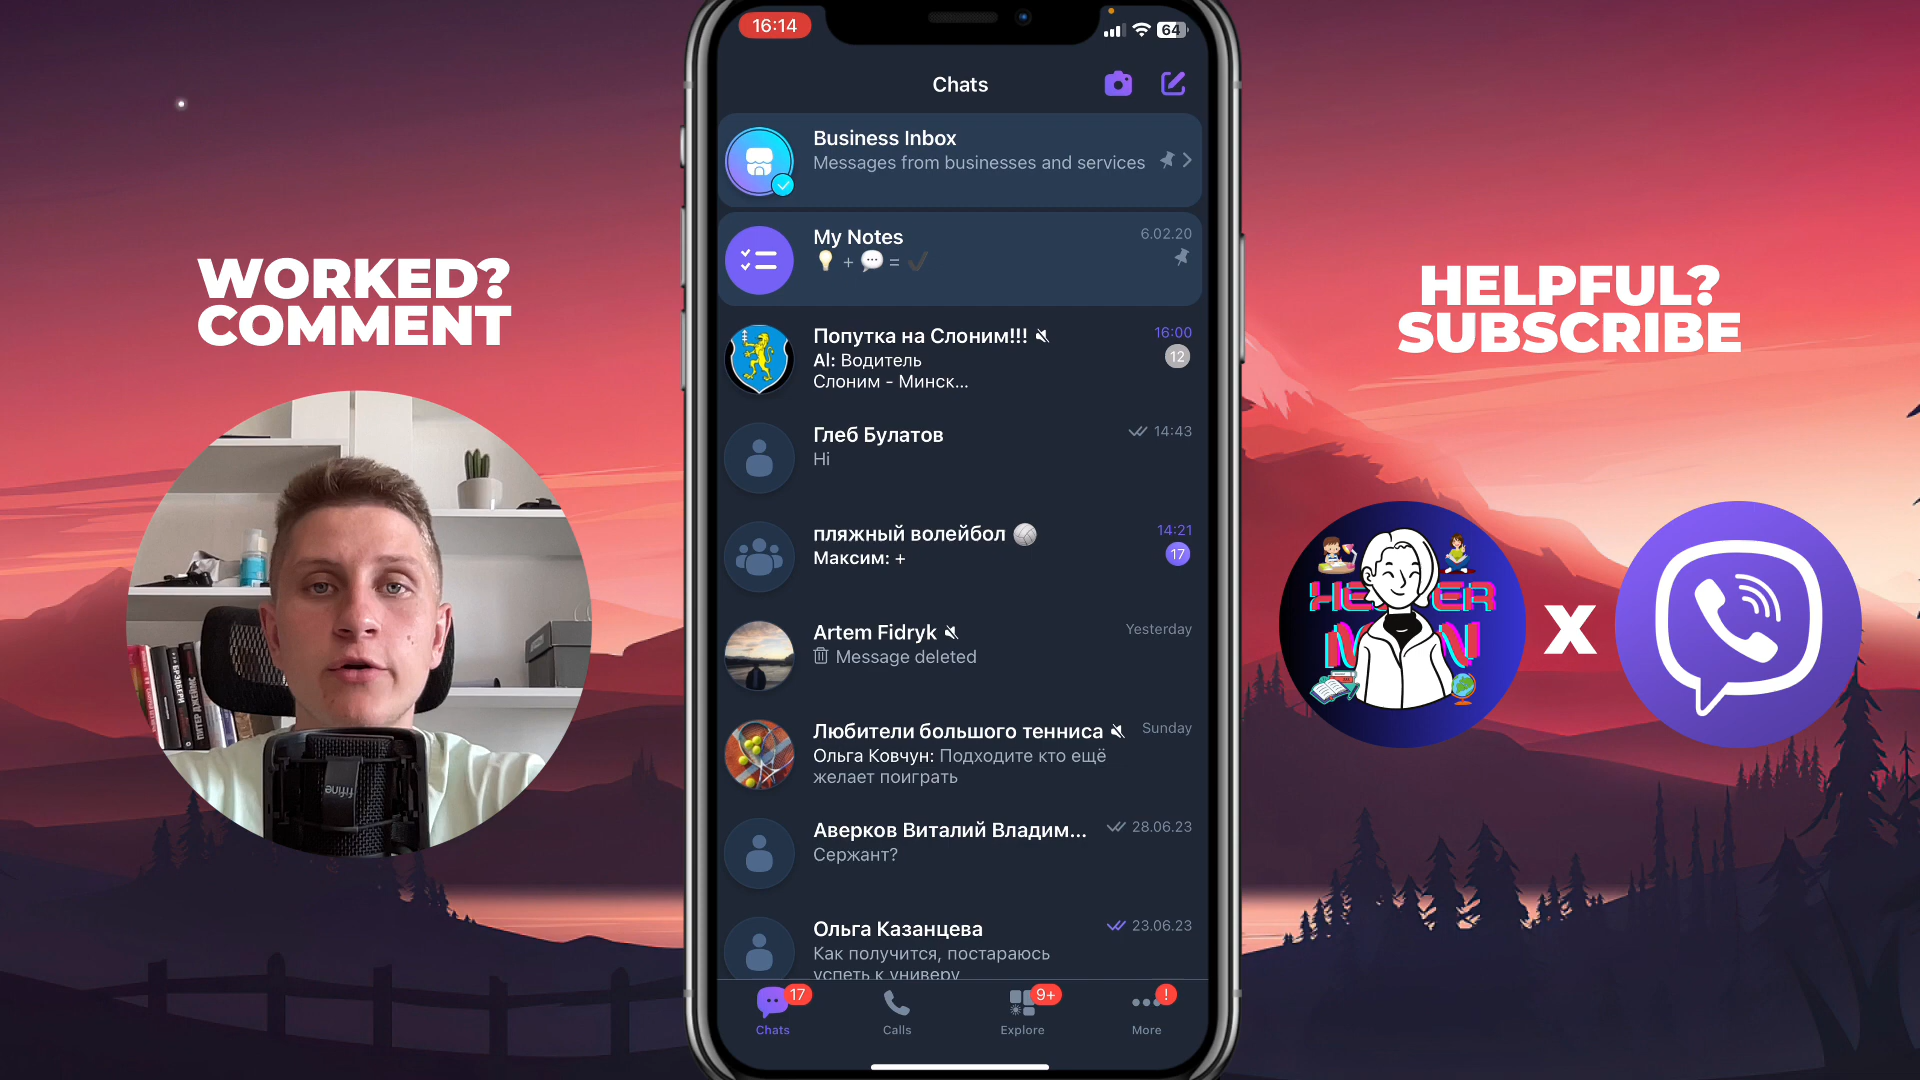 WORKED?
COMMENT
16:14
64
Chats
Business Inbox
Messages from businesses and services
My Notes
6.02.20
+ =
Попутка на Слоним!!!
16:00
Al: Водитель
12
Слоним - Минск...
Глеб Булатов
14:43
Hi
пляжный волейбол
14:21
Максим: +
17
Artem Fidryk
Yesterday
Message deleted
Любители большого тенниса
Sunday
Ольга Ковчун: Подходите кто ещё
желает поиграть
Аверков Виталий Владим...
28.06.23
Сержант?
Ольга Казанцева
23.06.23
Как получится, постараюсь
успеть к универу
17
9+
!
Chats
Calls
Explore
More
HELPFUL?
SUBSCRIBE
x
fifine
ПИТЕР ДЖЕЙМС